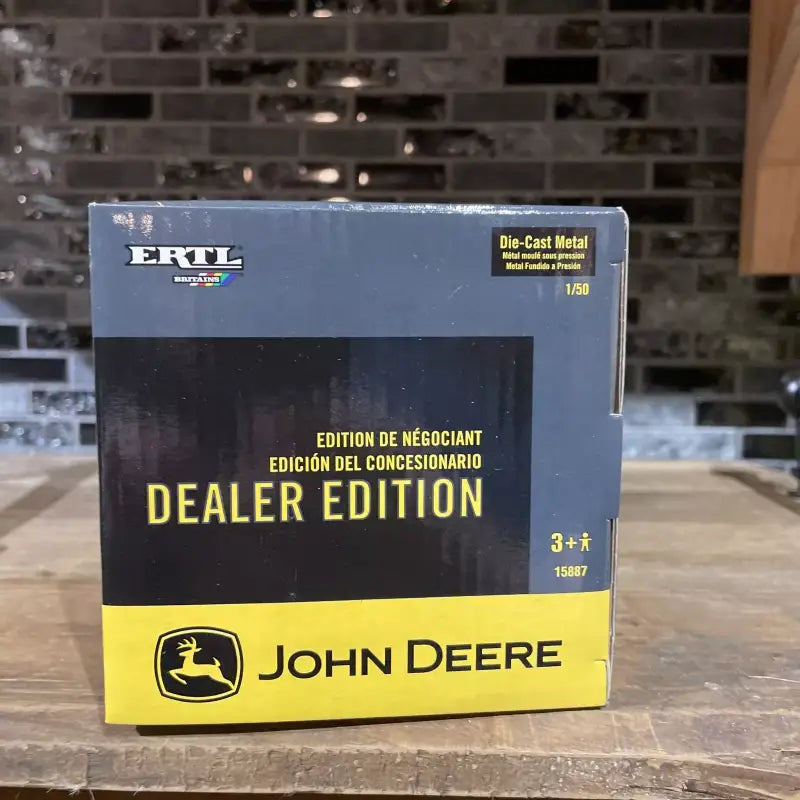 ERTL
BRITAINS
Die-Cast Metal
Métal moulé sous pression
Metal Fundido a Presión
1/50
EDITION DE NÉGOCIANT
EDICIÓN DEL CONCESIONARIO
DEALER EDITION
3+
15887
JOHN DEERE